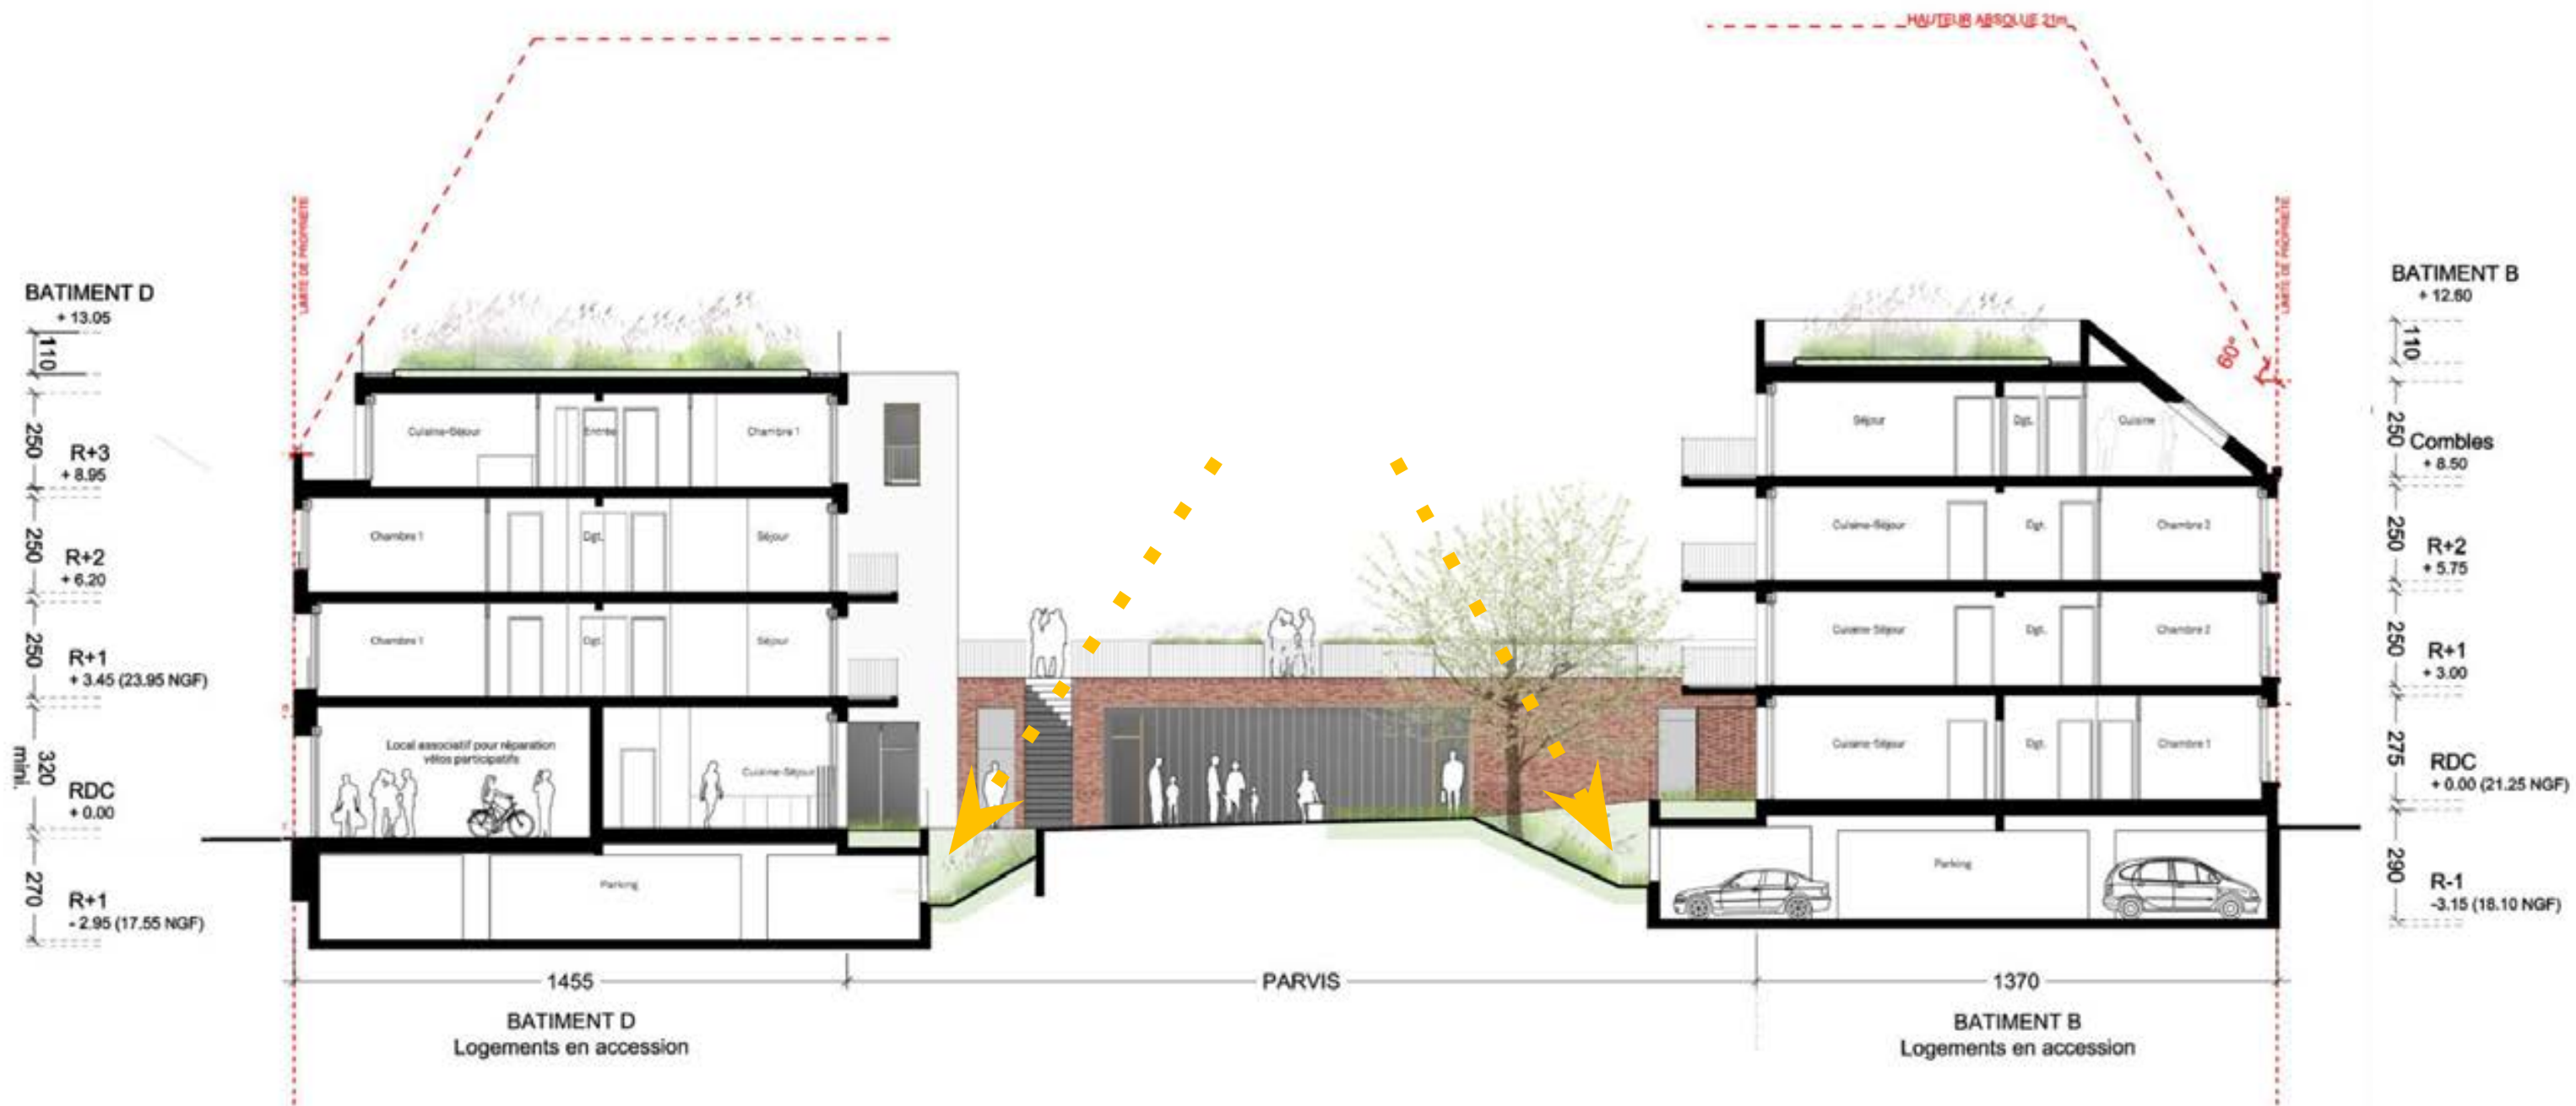 HAUTEUR ABSOLUE 21m
LIMITE DE PROPRIETE
LIMITE DE PROPRIETE
60°
BATIMENT D
+ 13.05
110
250
R+3
+ 8.95
250
R+2
+ 6.20
250
R+1
+ 3.45 (23.95 NGF)
320
mini.
RDC
+ 0.00
270
R+1
- 2.95 (17.55 NGF)
Cuisine-Séjour
Entrée
Chambre 1
Chambre 1
Dgt.
Séjour
Chambre 1
Dgt.
Séjour
Local associatif pour réparation
vélos participatifs
Cuisine-Séjour
Parking
Séjour
Dgt.
Cuisine
Cuisine-Séjour
Dgt.
Chambre 2
Cuisine-Séjour
Dgt.
Chambre 2
Cuisine-Séjour
Dgt.
Chambre 1
Parking
BATIMENT B
+ 12.60
110
250
Combles
+ 8.50
250
R+2
+ 5.75
250
R+1
+ 3.00
275
RDC
+ 0.00 (21.25 NGF)
290
R-1
-3.15 (18.10 NGF)
1455
PARVIS
1370
BATIMENT D
Logements en accession
BATIMENT B
Logements en accession